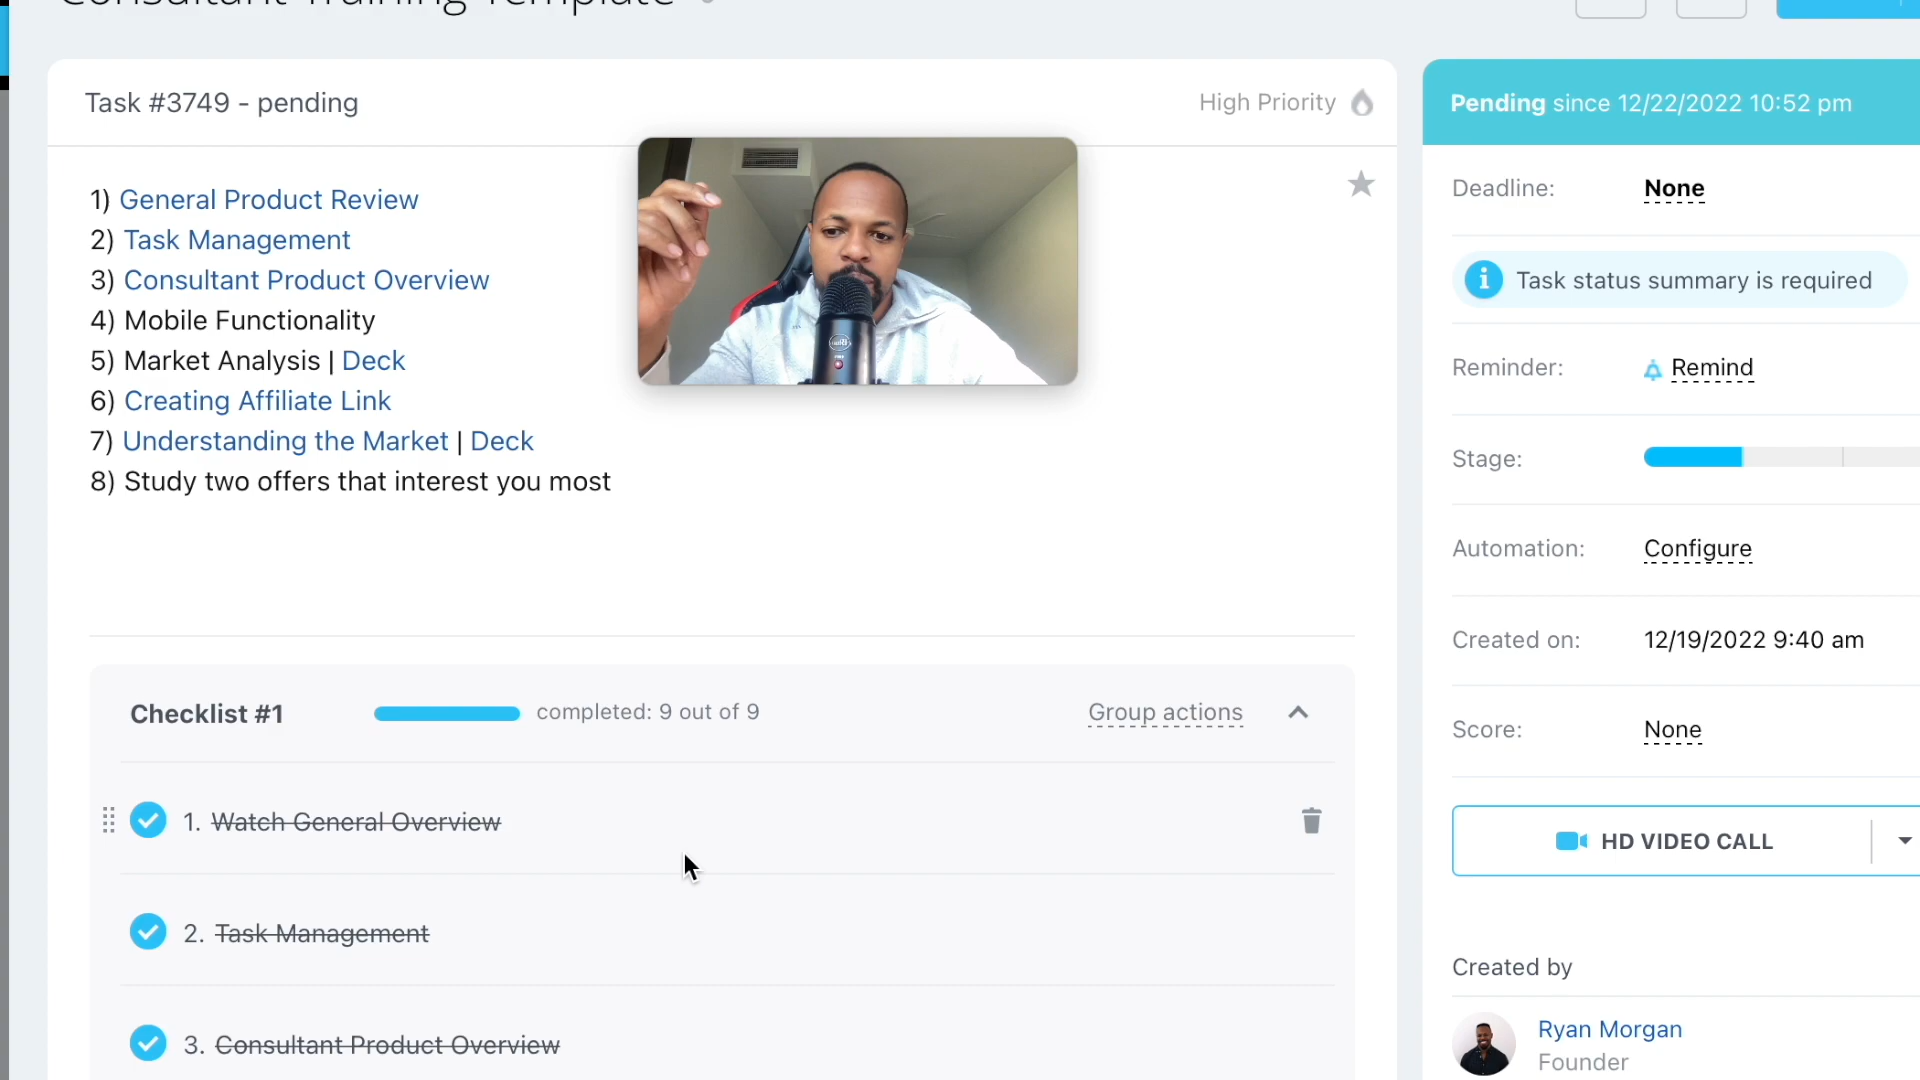 Consultant Training Template
Task #3749 - pending
High Priority
1) General Product Review
2) Task Management
3) Consultant Product Overview
4) Mobile Functionality
5) Market Analysis | Deck
6) Creating Affiliate Link
7) Understanding the Market | Deck
8) Study two offers that interest you most
Checklist #1
completed: 9 out of 9
Group actions
1. Watch General Overview
2. Task Management
3. Consultant Product Overview
Pending since 12/22/2022 10:52 pm
Deadline: None
Task status summary is required
Reminder: Remind
Stage:
Automation: Configure
Created on: 12/19/2022 9:40 am
Score: None
HD VIDEO CALL
Created by
Ryan Morgan
Founder